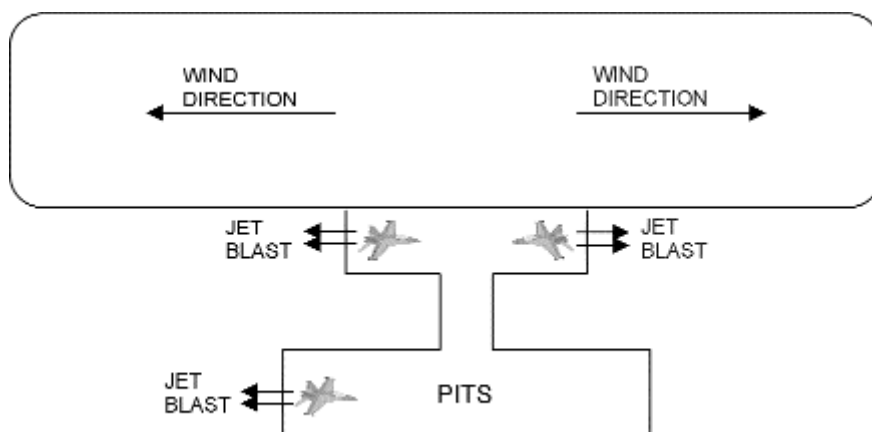 WIND
DIRECTION
WIND
DIRECTION
JET
BLAST
JET
BLAST
JET
BLAST
PITS